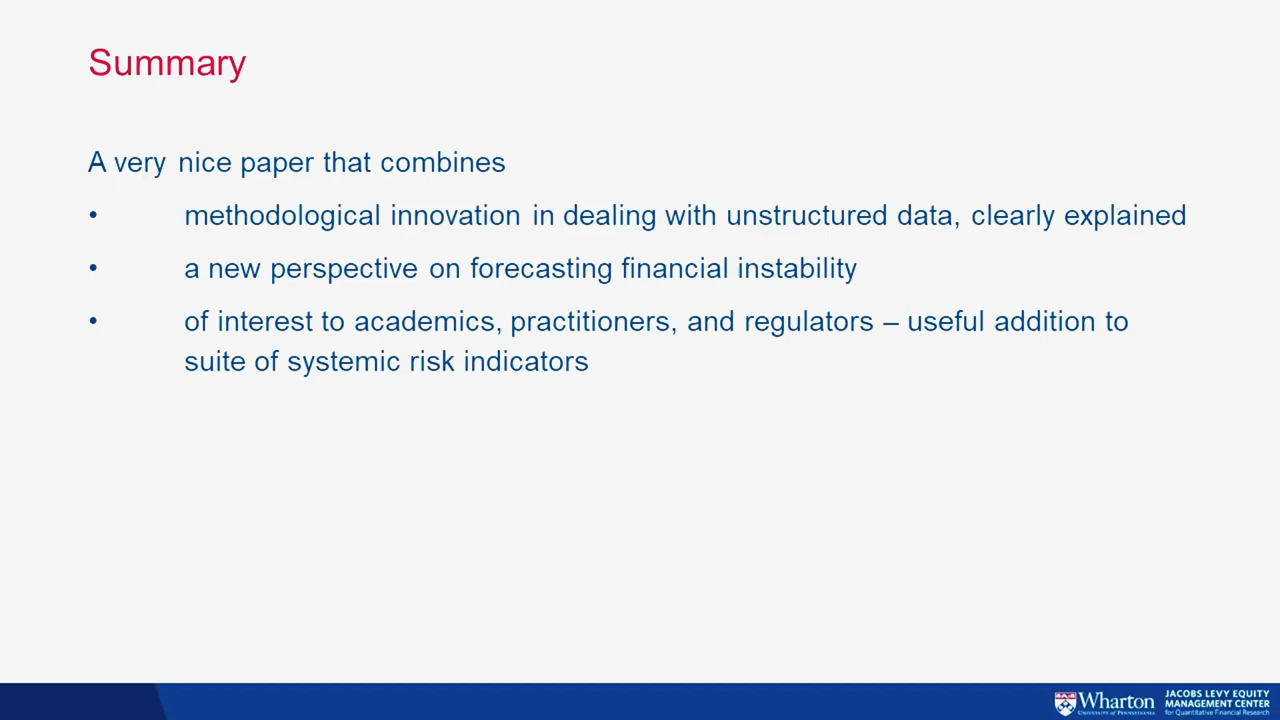 Summary
A very nice paper that combines
• methodological innovation in dealing with unstructured data, clearly explained
• a new perspective on forecasting financial instability
• of interest to academics, practitioners, and regulators – useful addition to
suite of systemic risk indicators
Wharton
UNIVERSITY OF PENNSYLVANIA
JACOBS LEVY EQUITY
MANAGEMENT CENTER
for Quantitative Financial Research